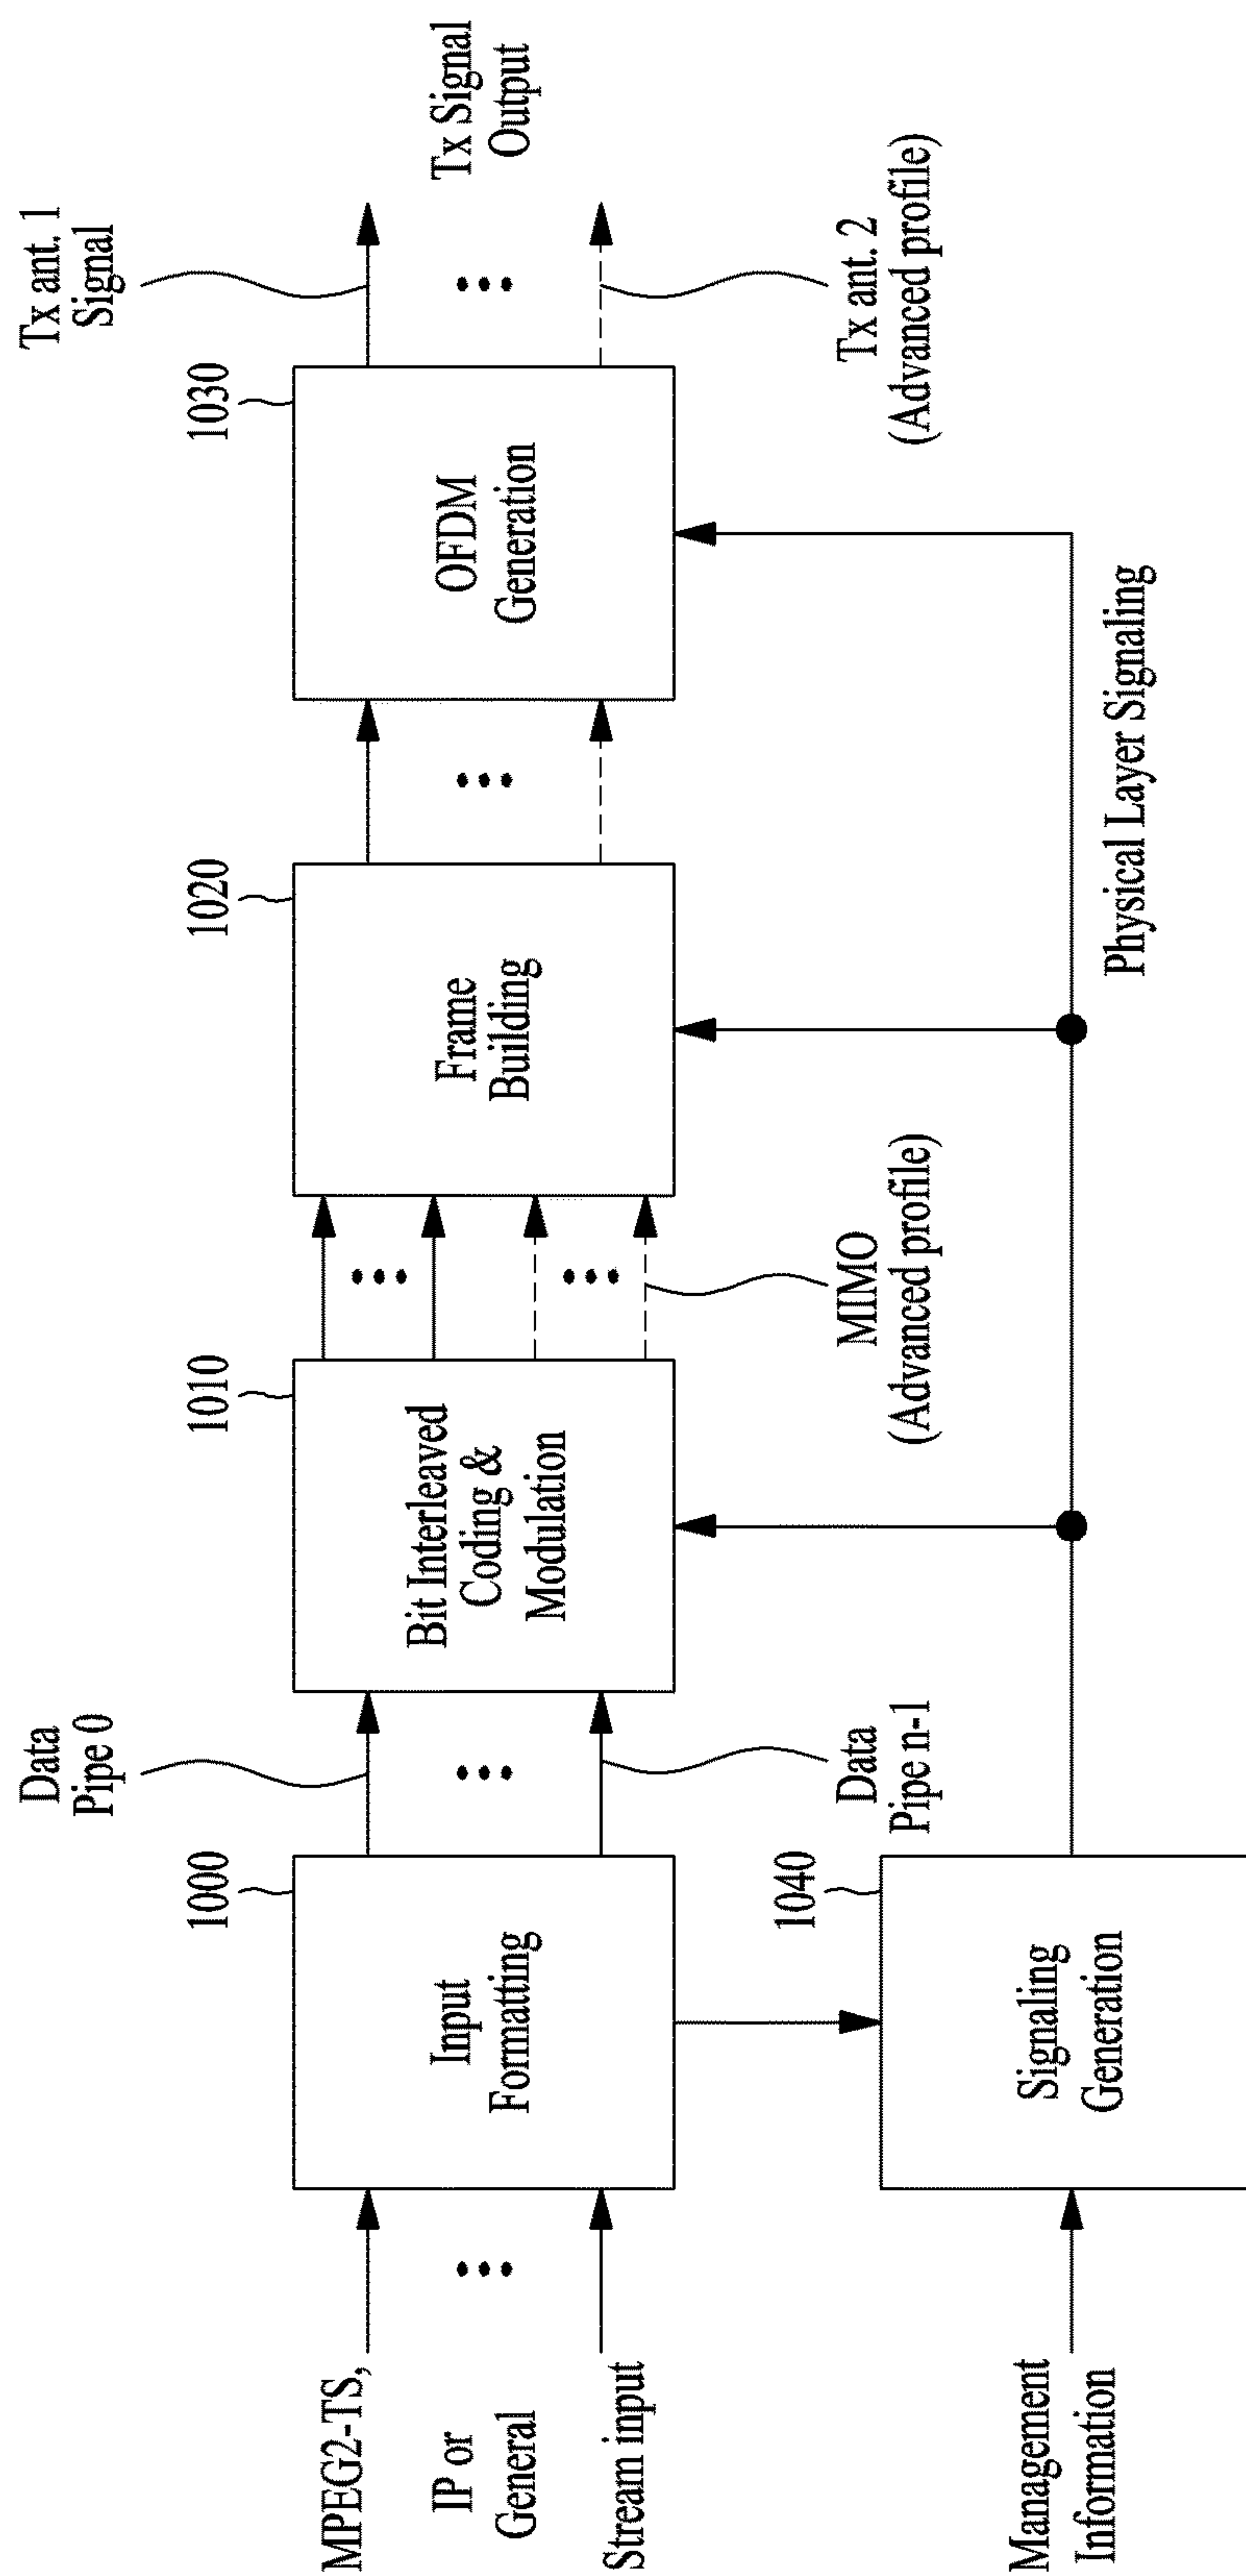 MPEG2-TS,
IP or
General
Stream input
1000
Input
Formatting
Data
Pipe 0
Data
Pipe n-1
1010
Bit Interleaved
Coding &
Modulation
MIMO
(Advanced profile)
1020
Frame
Building
1030
OFDM
Generation
Tx ant. 1
Signal
Tx Signal
Output
Tx ant. 2
(Advanced profile)
Management
Information
1040
Signaling
Generation
Physical Layer Signaling